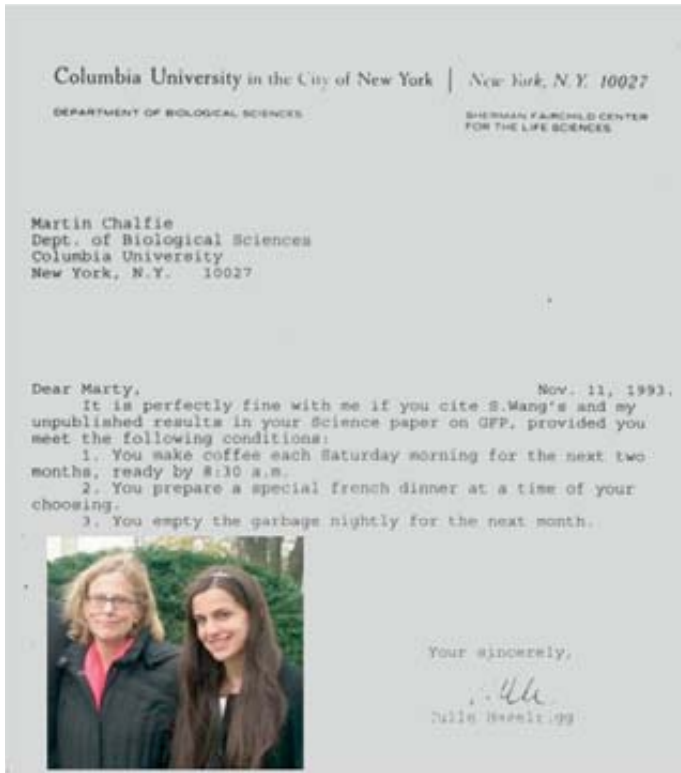 Columbia University in the City of New York | New York, N. Y. 10027
DEPARTMENT OF BIOLOGICAL SCIENCES
SHERMAN FAIRCHILD CENTER
FOR THE LIFE SCIENCES
Martin Chalfie
Dept. of Biological Sciences
Columbia University
New York, N.Y. 10027
Dear Marty, Nov. 11, 1993.
It is perfectly fine with me if you cite S.Wang's and my
unpublished results in your Science paper on GFP, provided you
meet the following conditions:
1. You make coffee each Saturday morning for the next two
months, ready by 8:30 a.m.
2. You prepare a special french dinner at a time of your
choosing.
3. You empty the garbage nightly for the next month.
Your sincerely,
Tulle Hazelrigg